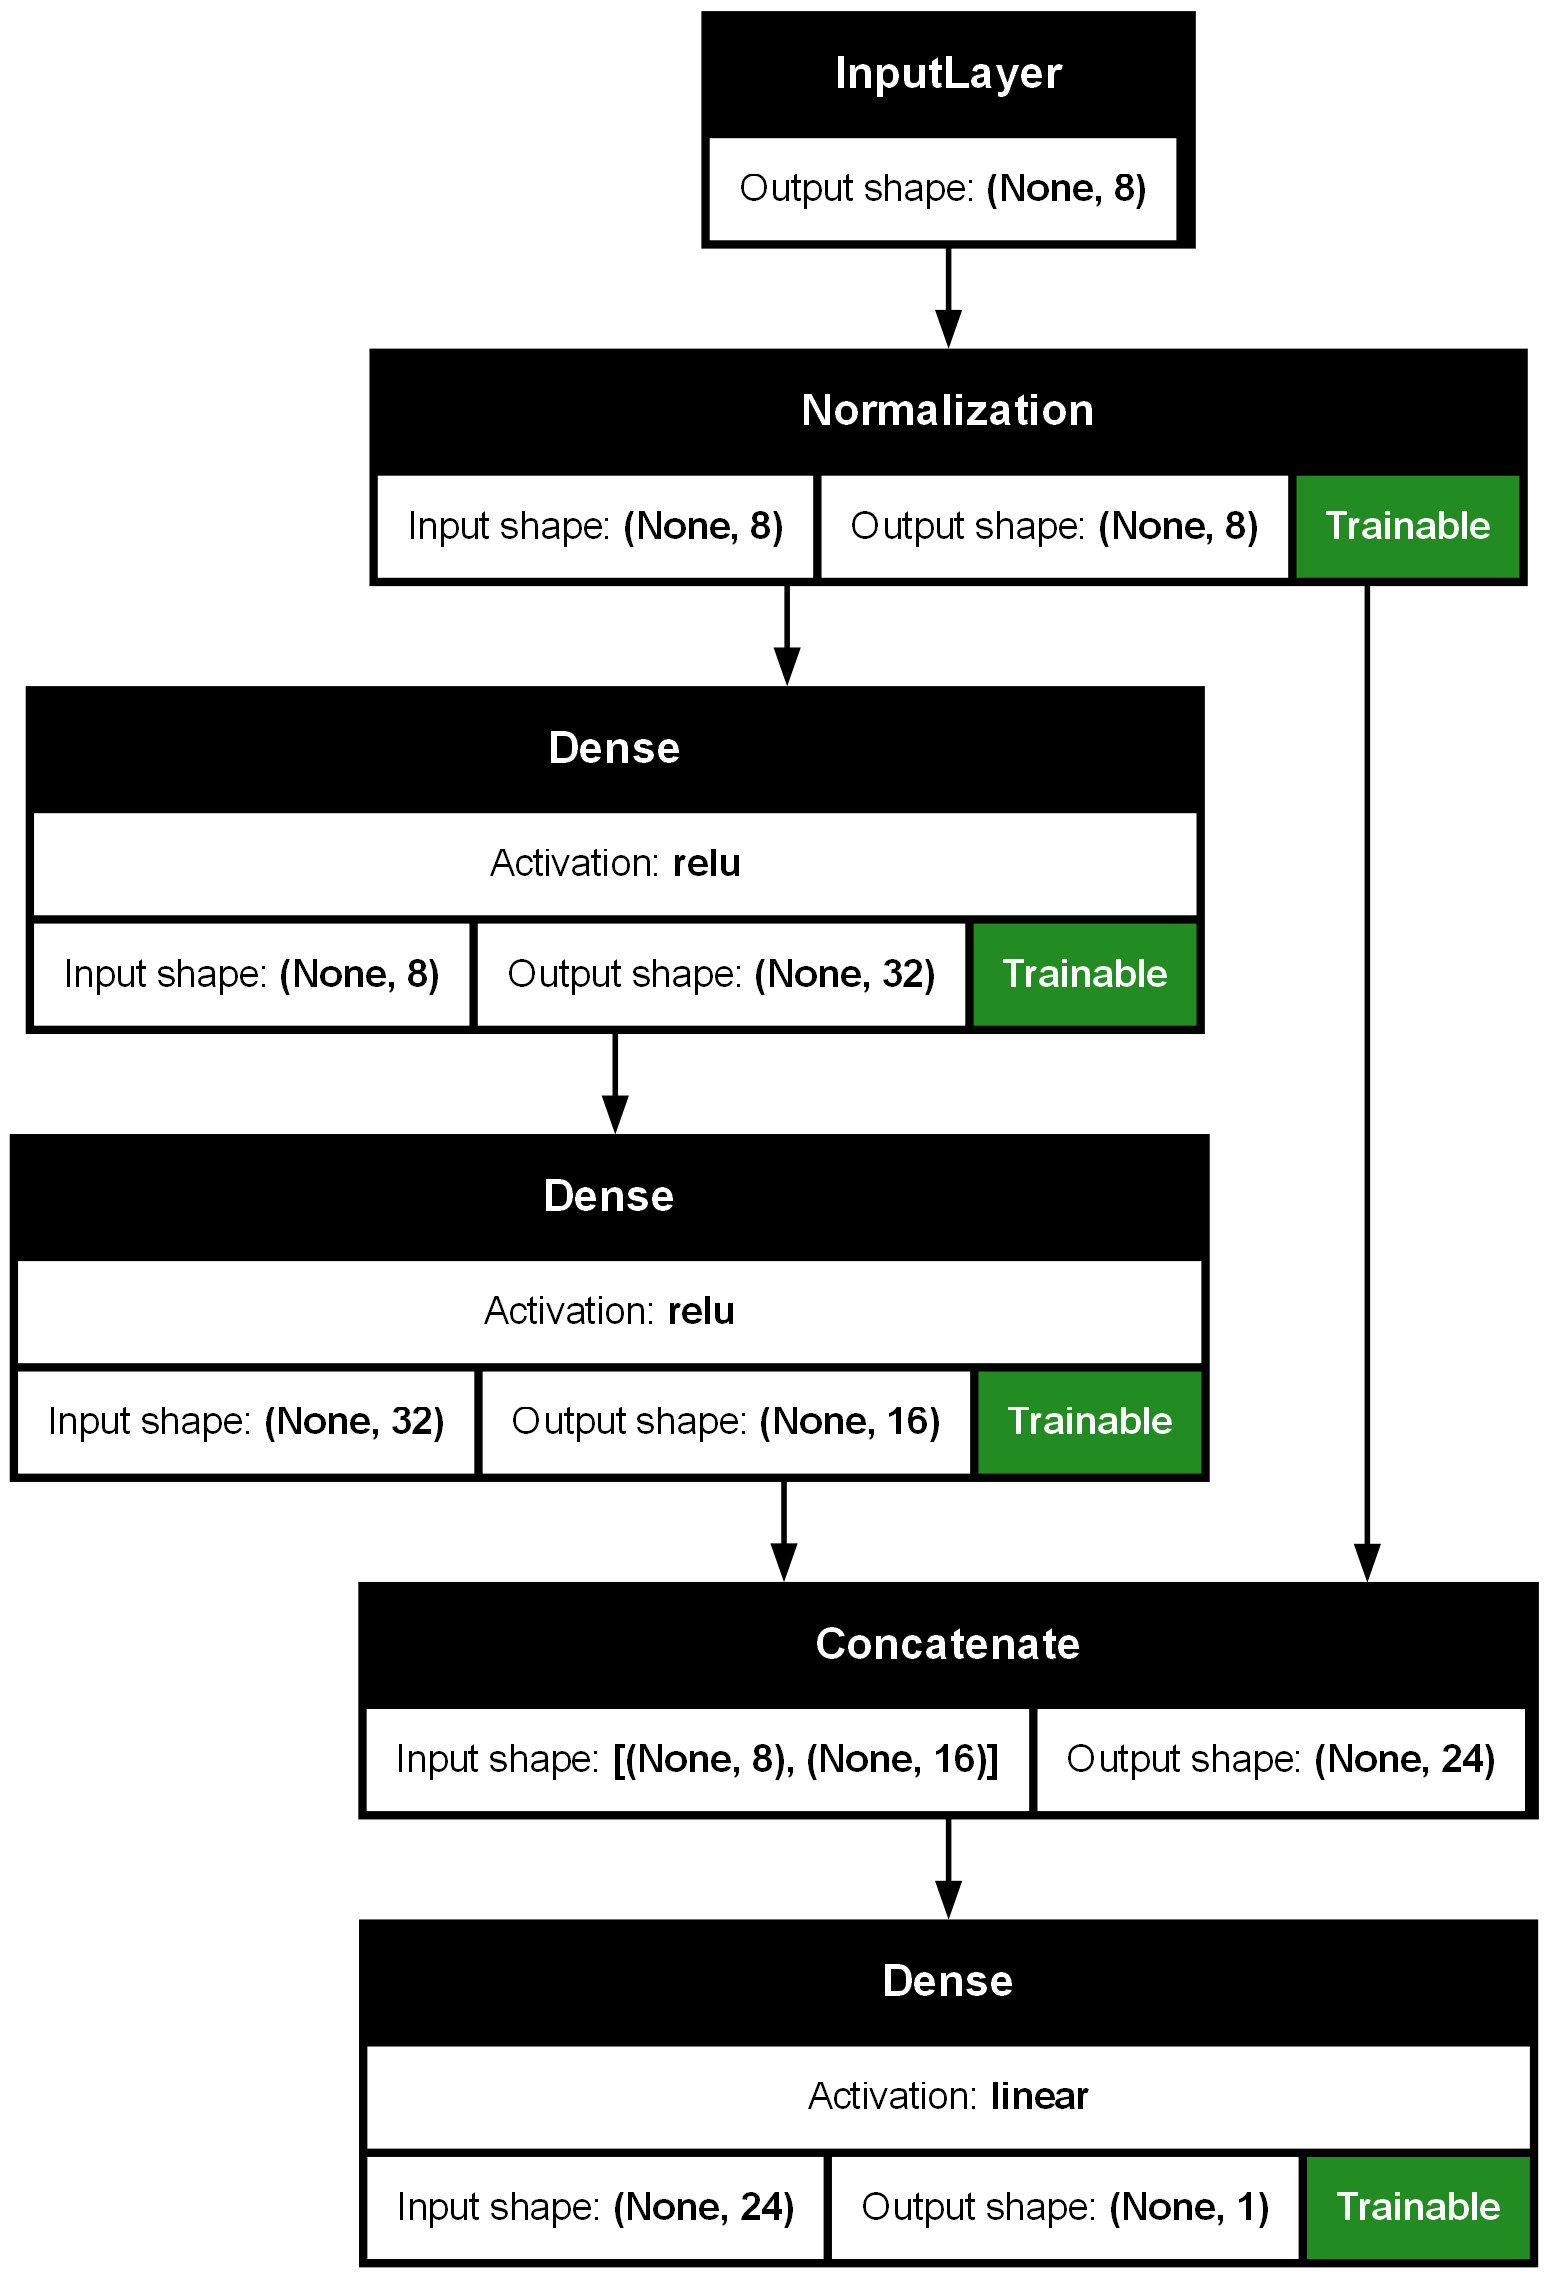 InputLayer
Output shape: (None, 8)
Normalization
Input shape: (None, 8) Output shape: (None, 8) Trainable
Dense
Activation: relu
Input shape: (None, 8) Output shape: (None, 32) Trainable
Dense
Activation: relu
Input shape: (None, 32) Output shape: (None, 16) Trainable
Concatenate
Input shape: [(None, 8), (None, 16)] Output shape: (None, 24)
Dense
Activation: linear
Input shape: (None, 24) Output shape: (None, 1) Trainable